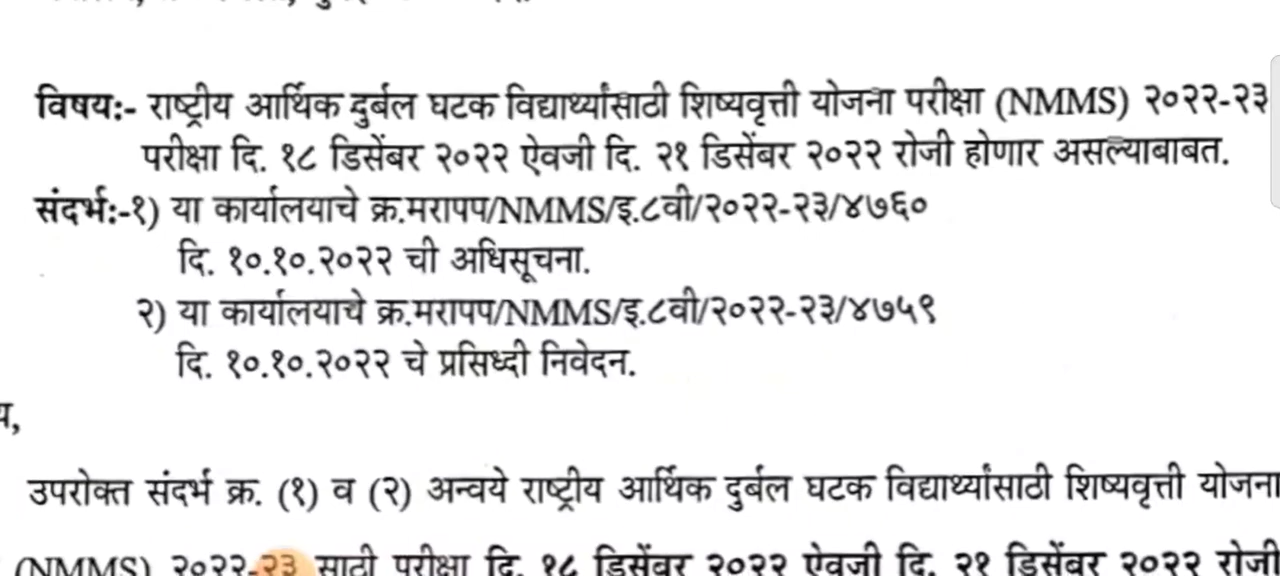 विषय:- राष्ट्रीय आर्थिक दुर्बल घटक विद्यार्थ्यांसाठी शिष्यवृत्ती योजना परीक्षा (NMMS) २०२२-२३
परीक्षा दि. १८ डिसेंबर २०२२ ऐवजी दि. २१ डिसेंबर २०२२ रोजी होणार असल्याबाबत.
संदर्भ:-१) या कार्यालयाचे क्र.मरापप/NMMS/इ.८वी/२०२२-२३/४७६०
दि. १०.१०.२०२२ ची अधिसूचना.
२) या कार्यालयाचे क्र.मरापप/NMMS/इ.८वी/२०२२-२३/४७५९
दि. १०.१०.२०२२ चे प्रसिध्दी निवेदन.
य,
उपरोक्त संदर्भ क्र. (१) व (२) अन्वये राष्ट्रीय आर्थिक दुर्बल घटक विद्यार्थ्यांसाठी शिष्यवृत्ती योजना
(NMMS) २०२२-२३ साठी परीक्षा दि. १८ डिसेंबर २०२२ ऐवजी दि. २१ डिसेंबर २०२२ रोजी